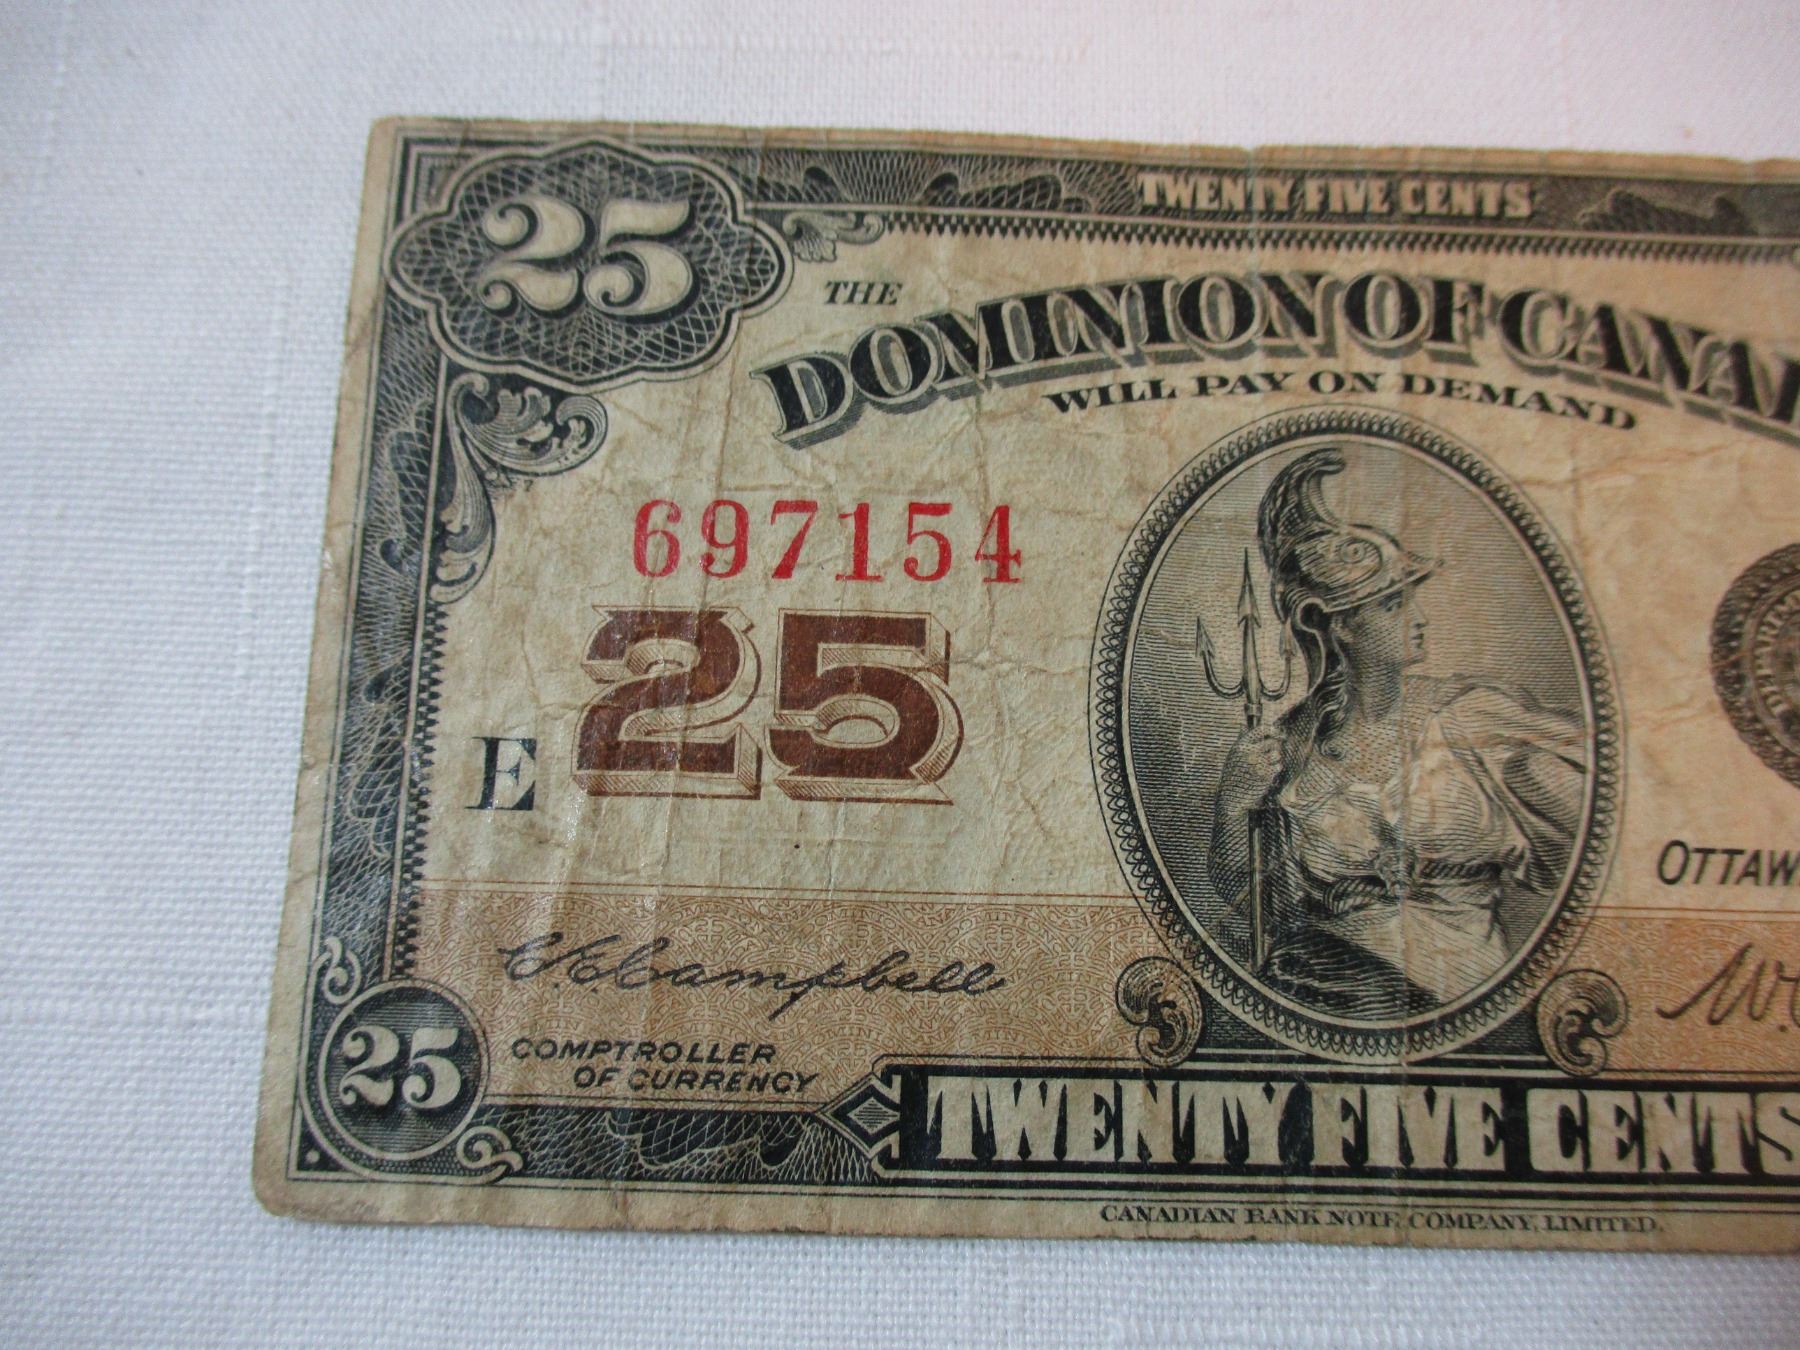 TWENTY FIVE CENTS
25
THE
DOMINION OF CANA
WILL PAY ON DEMAND
697154
25
E
OTTAW
C.E. Campbell
W.
COMPTROLLER
OF CURRENCY
25
TWENTY FIVE CENTS
CANADIAN BANK NOTE COMPANY, LIMITED.